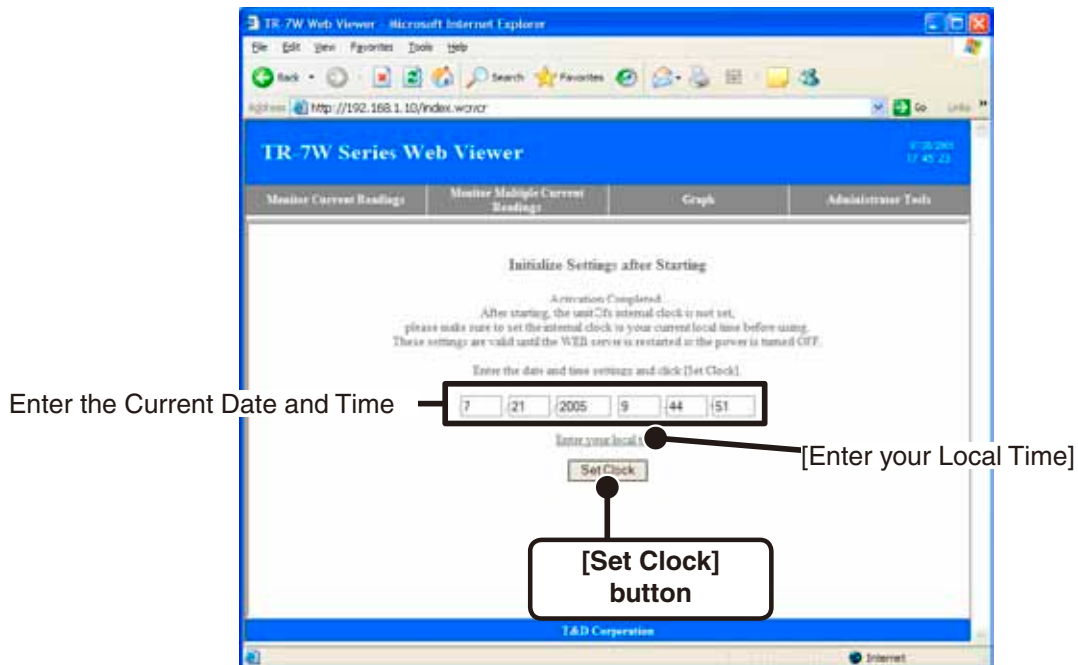 TR-7W Web Viewer - Microsoft Internet Explorer
File Edit View Favorites Tools Help
Back Search Favorites
Address http://192.168.1.10/index.wcr/cr Go Links
TR-7W Series Web Viewer
17:45:23
Monitor Current Readings
Monitor Multiple Current
Readings
Graph
Administrator Tools
Initialize Settings after Starting
Activation Completed
After starting, the unit's internal clock is not set,
please make sure to set the internal clock to your current local time before using.
These settings are valid until the WEB server is restarted or the power is turned OFF.
Enter the date and time settings and click [Set Clock].
Enter the Current Date and Time
7 /21 /2005 9 :44 :51
Enter your local
[Enter your Local Time]
Set Clock
[Set Clock]
button
T&D Corporation
Internet